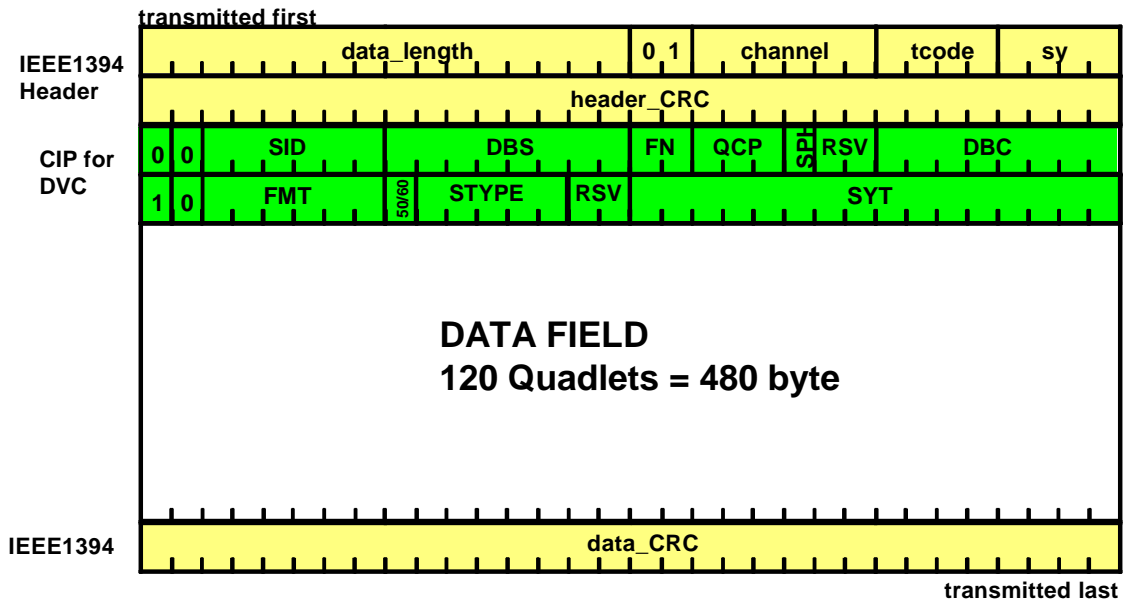 transmitted first
IEEE1394
Header
data_length 0 1 channel tcode sy
header_CRC
CIP for
DVC
0 0 SID DBS FN QCP SPH RSV DBC
1 0 FMT 50/60 STYPE RSV SYT
DATA FIELD
120 Quadlets = 480 byte
IEEE1394 data_CRC
transmitted last